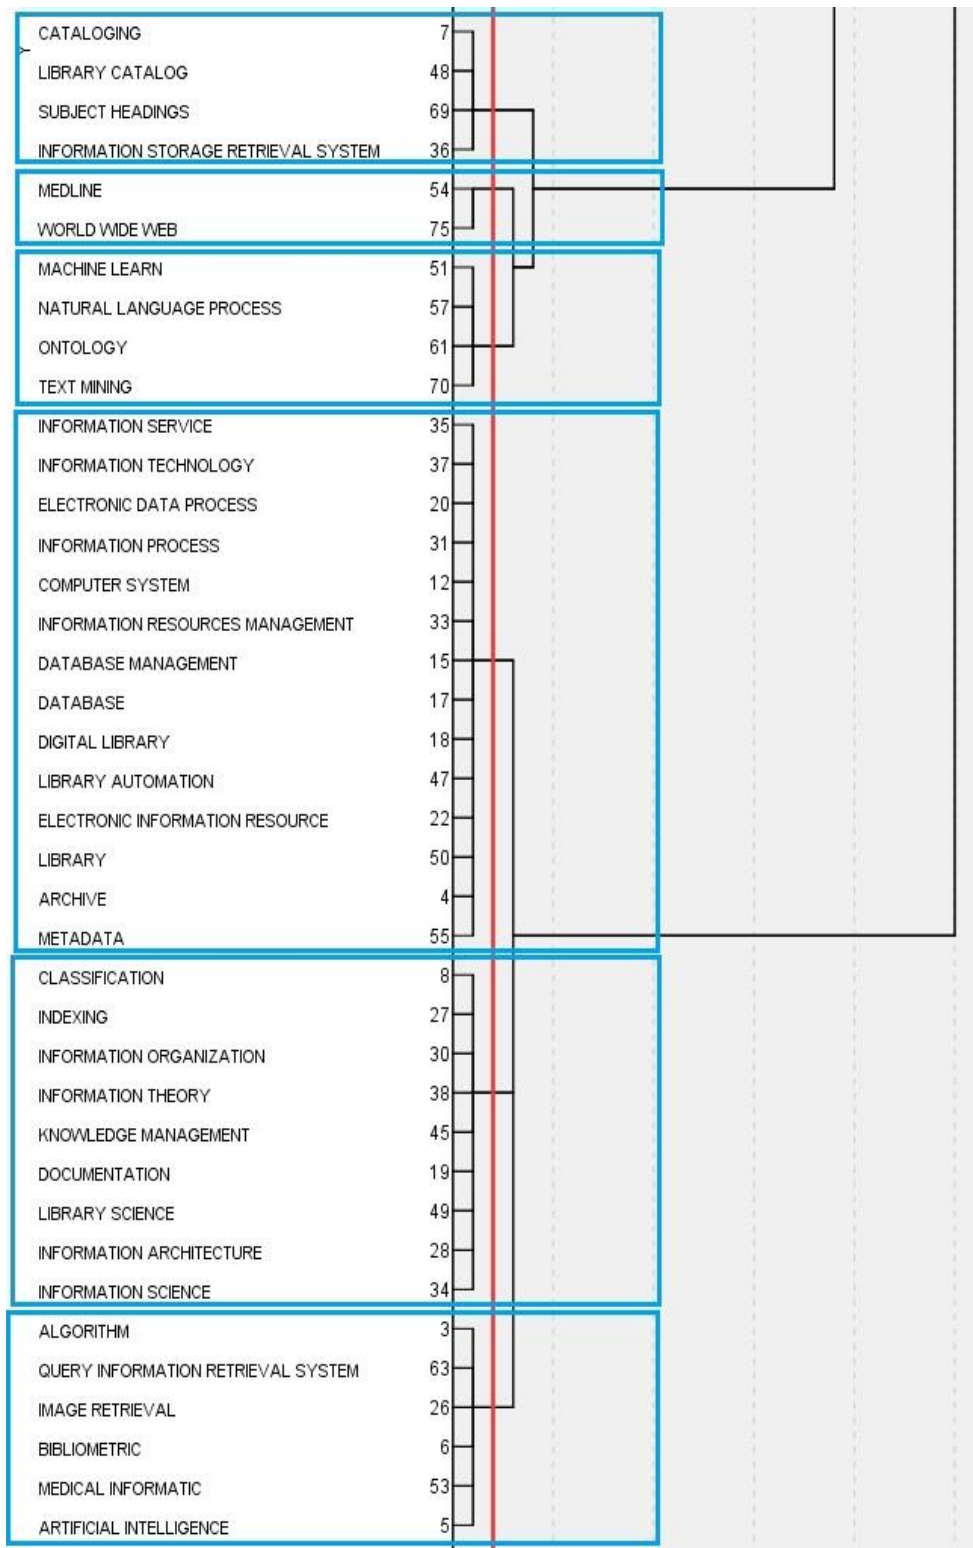 CATALOGING 7
LIBRARY CATALOG 48
SUBJECT HEADINGS 69
INFORMATION STORAGE RETRIEVAL SYSTEM 36
MEDLINE 54
WORLD WIDE WEB 75
MACHINE LEARN 51
NATURAL LANGUAGE PROCESS 57
ONTOLOGY 61
TEXT MINING 70
INFORMATION SERVICE 35
INFORMATION TECHNOLOGY 37
ELECTRONIC DATA PROCESS 20
INFORMATION PROCESS 31
COMPUTER SYSTEM 12
INFORMATION RESOURCES MANAGEMENT 33
DATABASE MANAGEMENT 15
DATABASE 17
DIGITAL LIBRARY 18
LIBRARY AUTOMATION 47
ELECTRONIC INFORMATION RESOURCE 22
LIBRARY 50
ARCHIVE 4
METADATA 55
CLASSIFICATION 8
INDEXING 27
INFORMATION ORGANIZATION 30
INFORMATION THEORY 38
KNOWLEDGE MANAGEMENT 45
DOCUMENTATION 19
LIBRARY SCIENCE 49
INFORMATION ARCHITECTURE 28
INFORMATION SCIENCE 34
ALGORITHM 3
QUERY INFORMATION RETRIEVAL SYSTEM 63
IMAGE RETRIEVAL 26
BIBLIOMETRIC 6
MEDICAL INFORMATIC 53
ARTIFICIAL INTELLIGENCE 5